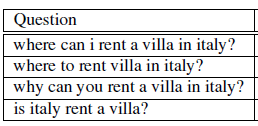 Question
where can i rent a villa in italy?
where to rent villa in italy?
why can you rent a villa in italy?
is italy rent a villa?